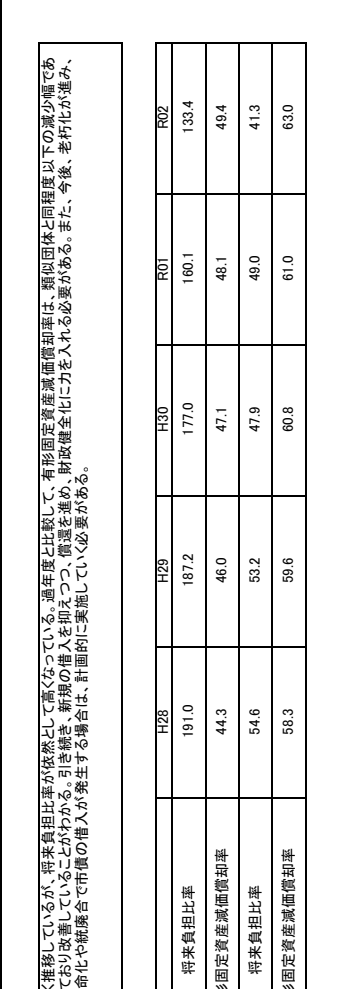 く推移しているが、将来負担比率が依然として高くなっている。過年度と比較して、有形固定資産減価償却率は、類似団体と同程度以下の減少幅であ
ており改善していることがわかる。引き続き、新規の借入を抑えつつ、償還を進め、財政健全化に力を入れる必要がある。また、今後、老朽化が進み、
命化や統廃合で市債の借入が発生する場合は、計画的に実施していく必要がある。
H28 H29 H30 R01 R02
将来負担比率 191.0 187.2 177.0 160.1 133.4
形固定資産減価償却率 44.3 46.0 47.1 48.1 49.4
将来負担比率 54.6 53.2 47.9 49.0 41.3
形固定資産減価償却率 58.3 59.6 60.8 61.0 63.0